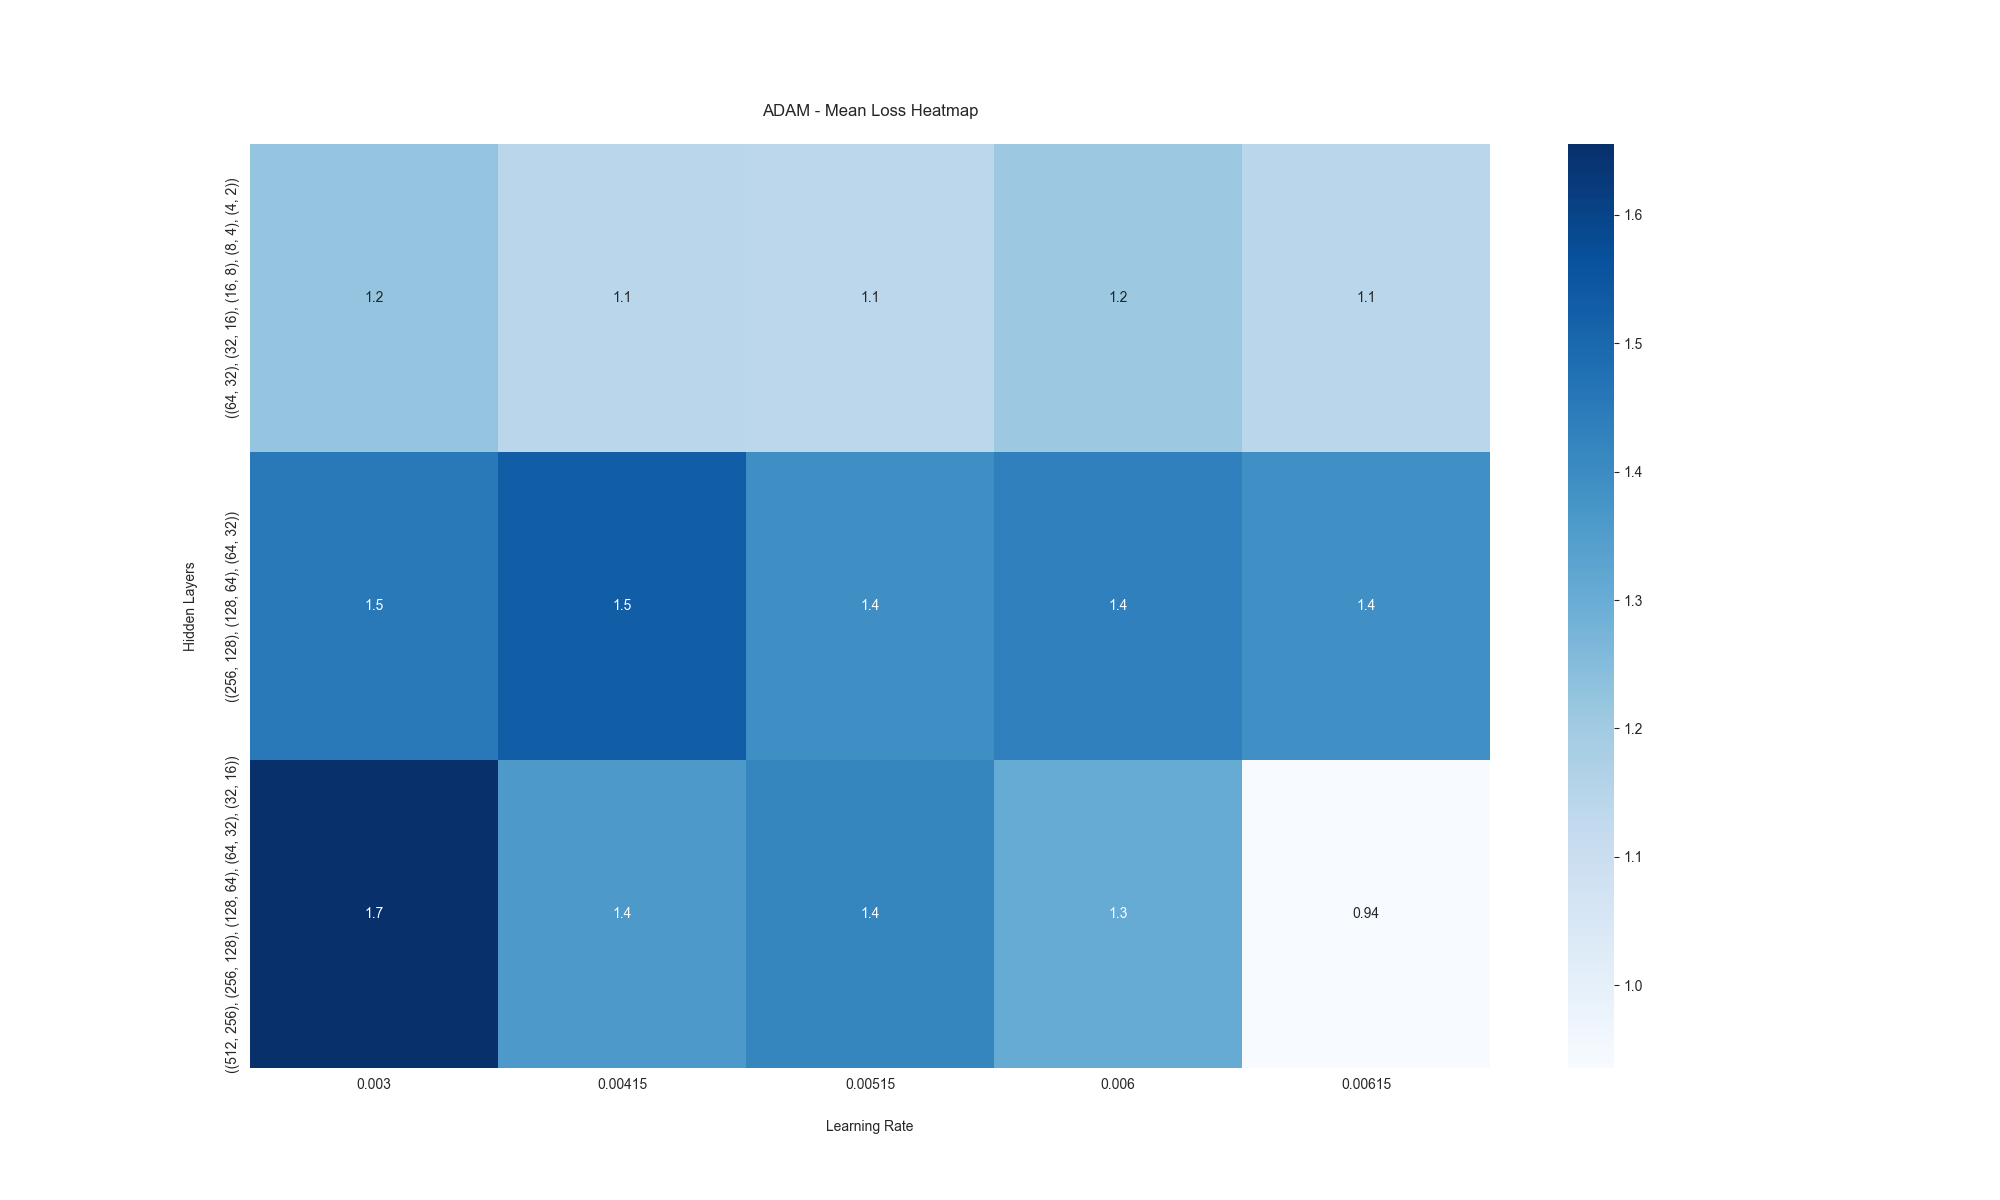 ADAM - Mean Loss Heatmap
Hidden Layers
((64, 32), (32, 16), (16, 8), (8, 4), (4, 2))
1.2 1.1 1.1 1.2 1.1
((256, 128), (128, 64), (64, 32))
1.5 1.5 1.4 1.4 1.4
((512, 256), (256, 128), (128, 64), (64, 32), (32, 16))
1.7 1.4 1.4 1.3 0.94
0.003 0.00415 0.00515 0.006 0.00615
Learning Rate
1.6
1.5
1.4
1.3
1.2
1.1
1.0